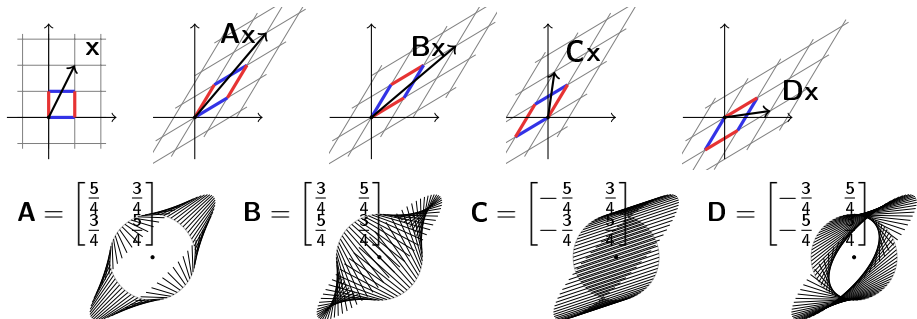 x
Ax
Bx
Cx
Dx
A = [5/4 3/4; 3/4 5/4]
B = [3/4 5/4; 5/4 3/4]
C = [−5/4 3/4; −3/4 5/4]
D = [−3/4 5/4; −5/4 3/4]